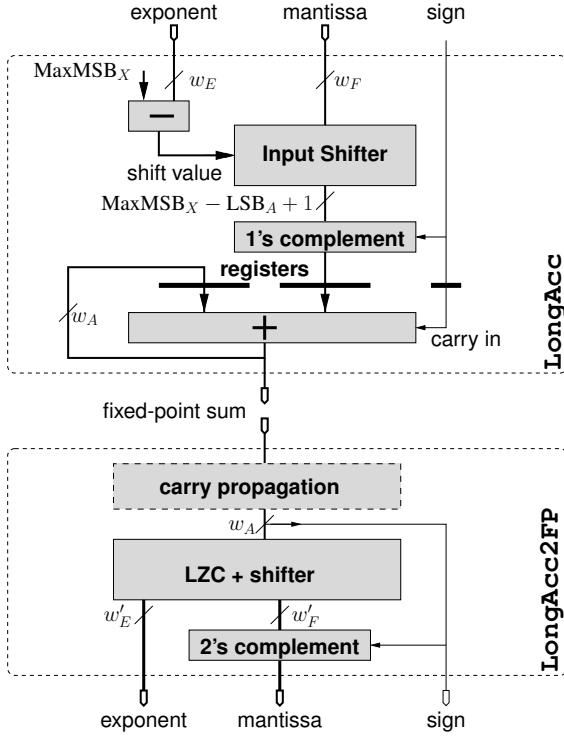 exponent mantissa sign
MaxMSB_X
w_E w_F
−
Input Shifter
shift value
MaxMSB_X − LSB_A + 1
1's complement
registers
w_A
+
carry in
LongAcc
fixed-point sum
carry propagation
w_A
LZC + shifter
w'_E w'_F
2's complement
LongAcc2FP
exponent mantissa sign